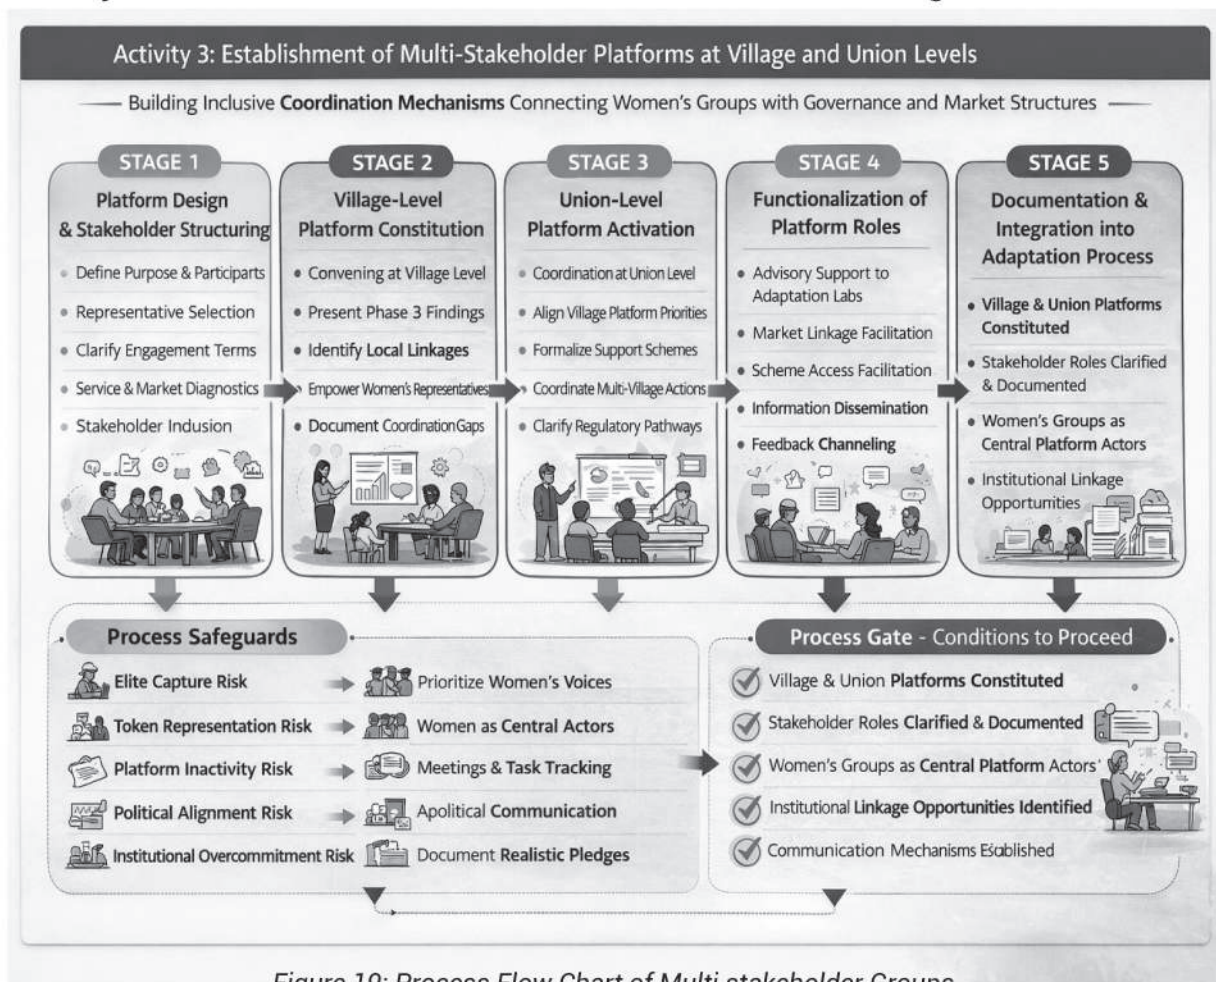 Activity 3: Establishment of Multi-Stakeholder Platforms at Village and Union Levels
Building Inclusive Coordination Mechanisms Connecting Women's Groups with Governance and Market Structures
STAGE 1
Platform Design
& Stakeholder Structuring
• Define Purpose & Participants
• Representative Selection
• Clarify Engagement Terms
• Service & Market Diagnostics
• Stakeholder Indusion
STAGE 2
Village-Level
Platform Constitution
• Convening at Village Level
• Present Phase 3 Findings
• Identify Local Linkages
Empower Women's Representatives
• Document Coordination Gaps
STAGE 3
Union-Level
Platform Activation
• Coordination at Union Level
• Align Village Platform Priorities
• Formalize Support Schemes
Coordinate Multi-Village Actions
• Clarify Regulatory Pathways
STAGE 4
Functionalization of
Platform Roles
• Advisory Support to
Adaptation Labs
• Market Linkage Facilitation
• Scheme Access Facilitation
• Information Dissemination
• Feedback Channeling
STAGE 5
Documentation &
Integration into
Adaptation Process
• Village & Union Platforms
Constituted
• Stakeholder Roles Clarified
& Documented
• Women's Groups as
Central Platform Actors
• Institutional Linkage
Opportunities
Process Safeguards
Elite Capture Risk
Prioritize Women's Voices
Token Representation Risk
Women as Central Actors
Platform Inactivity Risk
Meetings & Task Tracking
Political Alignment Risk
Apolitical Communication
Institutional Overcommitment Risk
Document Realistic Pledges
Process Gate - Conditions to Proceed
Village & Union Platforms Constituted
Stakeholder Roles Clarified & Documented
Women's Groups as Central Platform Actors
Institutional Linkage Opportunities Identified
Communication Mechanisms
Figure 19: Process Flow Chart of Multi stakeholder Groups